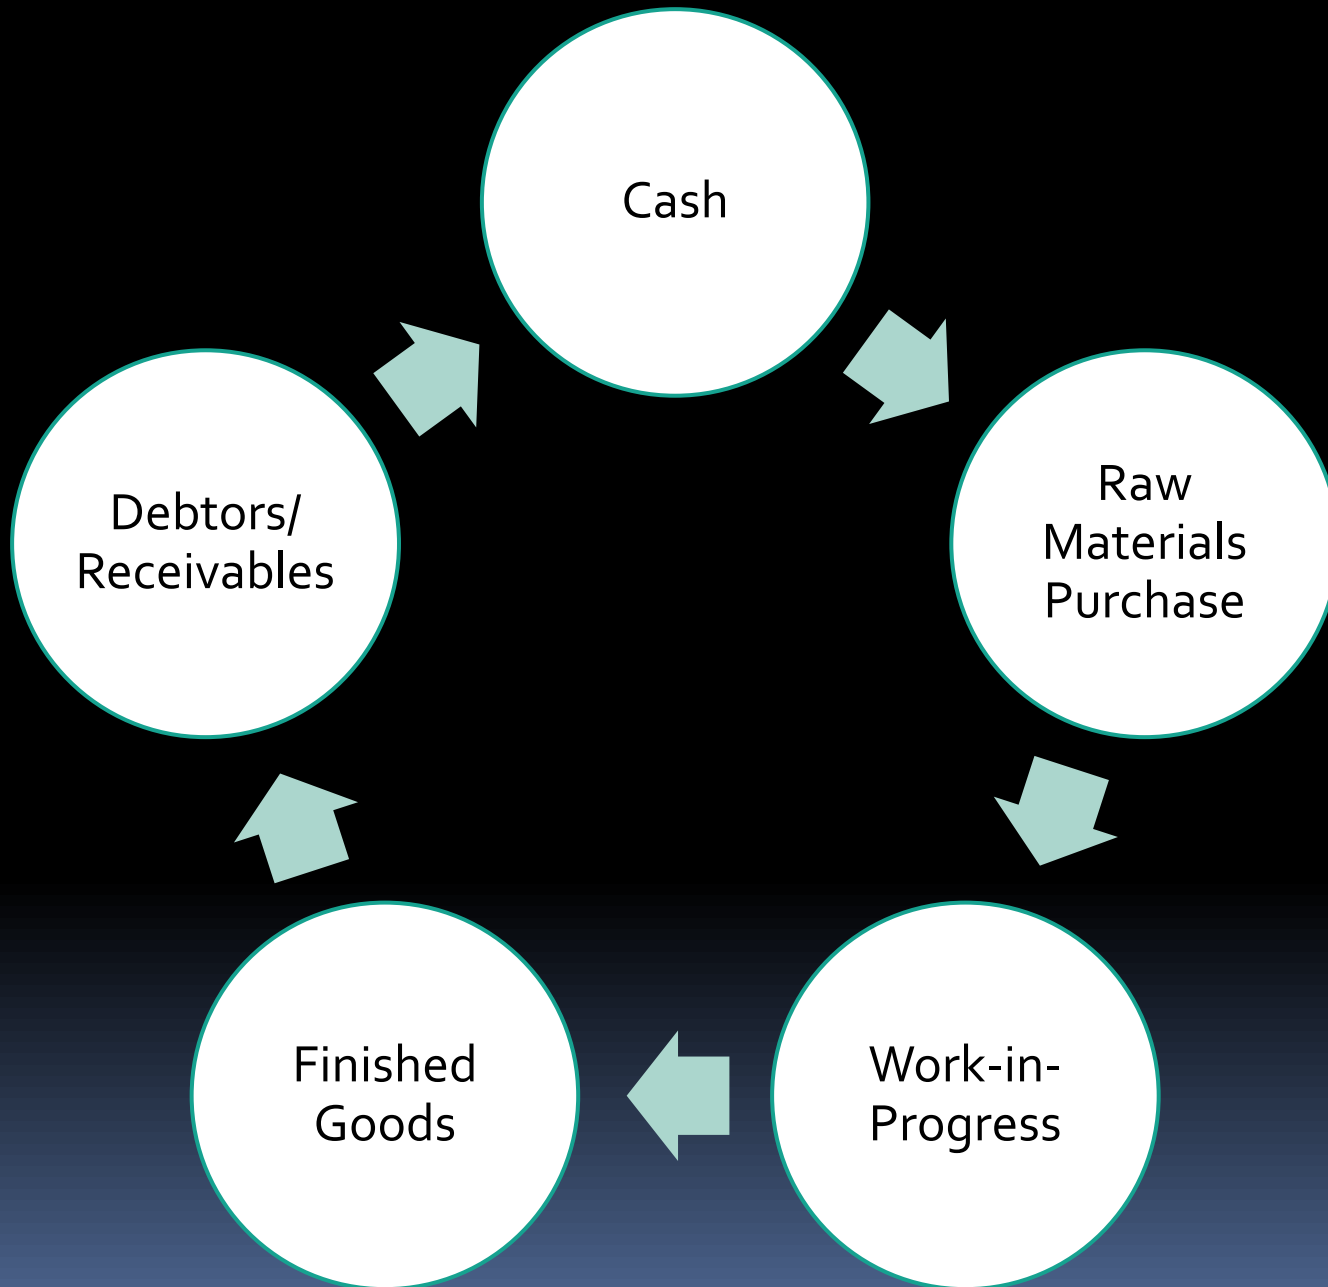 Cash
Raw
Materials
Purchase
Work-in-
Progress
Finished
Goods
Debtors/
Receivables